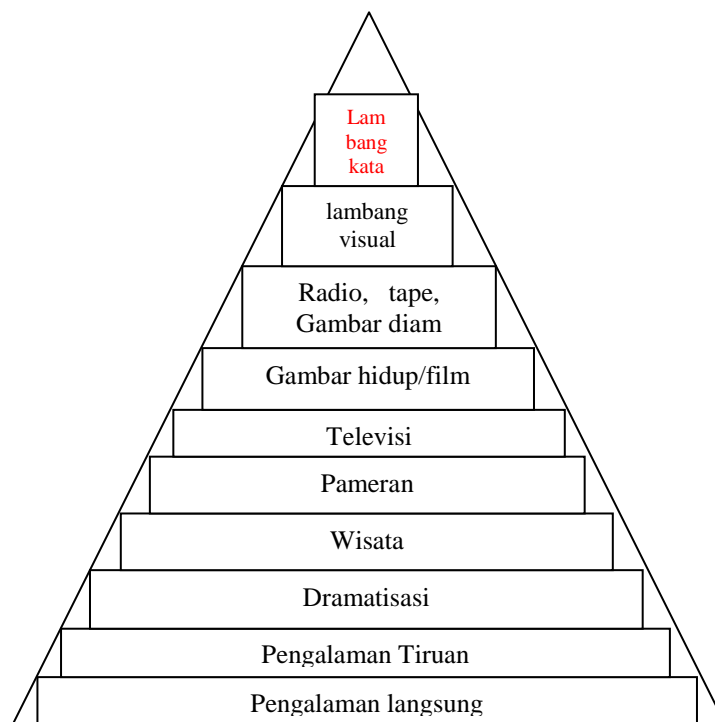 Lam
bang
kata
lambang
visual
Radio, tape,
Gambar diam
Gambar hidup/film
Televisi
Pameran
Wisata
Dramatisasi
Pengalaman Tiruan
Pengalaman langsung